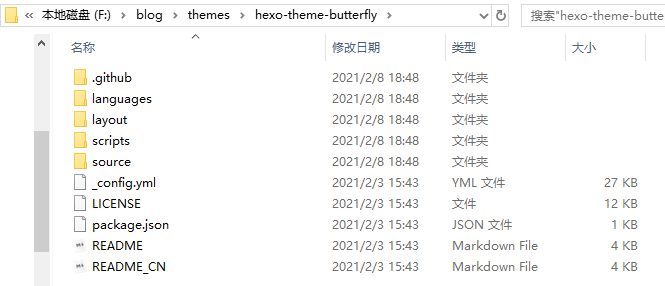 « 本地磁盘 (F:) › blog › themes › hexo-theme-butterfly › 搜索"hexo-theme-butte
名称 修改日期 类型 大小
.github 2021/2/8 18:48 文件夹
languages 2021/2/8 18:48 文件夹
layout 2021/2/8 18:48 文件夹
scripts 2021/2/8 18:48 文件夹
source 2021/2/8 18:48 文件夹
_config.yml 2021/2/3 15:43 YML 文件 27 KB
LICENSE 2021/2/3 15:43 文件 12 KB
package.json 2021/2/3 15:43 JSON 文件 1 KB
README 2021/2/3 15:43 Markdown File 4 KB
README_CN 2021/2/3 15:43 Markdown File 4 KB